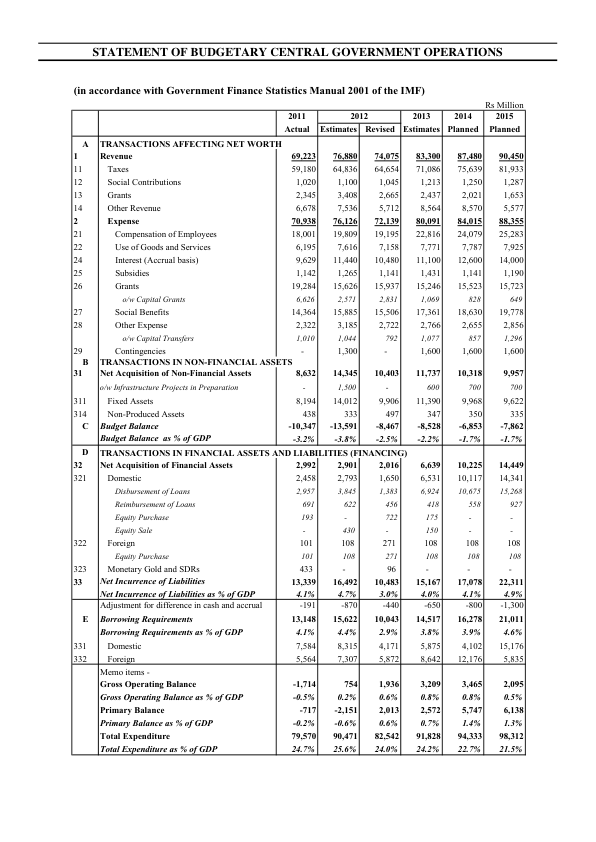 STATEMENT OF BUDGETARY CENTRAL GOVERNMENT OPERATIONS
(in accordance with Government Finance Statistics Manual 2001 of the IMF)
Rs Million
2011 2012 2013 2014 2015
Actual Estimates Revised Estimates Planned Planned
A TRANSACTIONS AFFECTING NET WORTH
1 Revenue 69,223 76,880 74,075 83,300 87,480 90,450
11 Taxes 59,180 64,836 64,654 71,086 75,639 81,933
12 Social Contributions 1,020 1,100 1,045 1,213 1,250 1,287
13 Grants 2,345 3,408 2,665 2,437 2,021 1,653
14 Other Revenue 6,678 7,536 5,712 8,564 8,570 5,577
2 Expense 70,938 76,126 72,139 80,091 84,015 88,355
21 Compensation of Employees 18,001 19,809 19,195 22,816 24,079 25,283
22 Use of Goods and Services 6,195 7,616 7,158 7,771 7,787 7,925
24 Interest (Accrual basis) 9,629 11,440 10,480 11,100 12,600 14,000
25 Subsidies 1,142 1,265 1,141 1,431 1,141 1,190
26 Grants 19,284 15,626 15,937 15,246 15,523 15,723
o/w Capital Grants 6,626 2,571 2,831 1,069 828 649
27 Social Benefits 14,364 15,885 15,506 17,361 18,630 19,778
28 Other Expense 2,322 3,185 2,722 2,766 2,655 2,856
o/w Capital Transfers 1,010 1,044 792 1,077 857 1,296
29 Contingencies - 1,300 - 1,600 1,600 1,600
B TRANSACTIONS IN NON-FINANCIAL ASSETS
31 Net Acquisition of Non-Financial Assets 8,632 14,345 10,403 11,737 10,318 9,957
o/w Infrastructure Projects in Preparation - 1,500 - 600 700 700
311 Fixed Assets 8,194 14,012 9,906 11,390 9,968 9,622
314 Non-Produced Assets 438 333 497 347 350 335
C Budget Balance -10,347 -13,591 -8,467 -8,528 -6,853 -7,862
Budget Balance as % of GDP -3.2% -3.8% -2.5% -2.2% -1.7% -1.7%
D TRANSACTIONS IN FINANCIAL ASSETS AND LIABILITIES (FINANCING)
32 Net Acquisition of Financial Assets 2,992 2,901 2,016 6,639 10,225 14,449
321 Domestic 2,458 2,793 1,650 6,531 10,117 14,341
Disbursement of Loans 2,957 3,845 1,383 6,924 10,675 15,268
Reimbursement of Loans 691 622 456 418 558 927
Equity Purchase 193 - 722 175 - -
Equity Sale - 430 - 150 - -
322 Foreign 101 108 271 108 108 108
Equity Purchase 101 108 271 108 108 108
323 Monetary Gold and SDRs 433 - 96 - - -
33 Net Incurrence of Liabilities 13,339 16,492 10,483 15,167 17,078 22,311
Net Incurrence of Liabilities as % of GDP 4.1% 4.7% 3.0% 4.0% 4.1% 4.9%
Adjustment for difference in cash and accrual -191 -870 -440 -650 -800 -1,300
E Borrowing Requirements 13,148 15,622 10,043 14,517 16,278 21,011
Borrowing Requirements as % of GDP 4.1% 4.4% 2.9% 3.8% 3.9% 4.6%
331 Domestic 7,584 8,315 4,171 5,875 4,102 15,176
332 Foreign 5,564 7,307 5,872 8,642 12,176 5,835
Memo items -
Gross Operating Balance -1,714 754 1,936 3,209 3,465 2,095
Gross Operating Balance as % of GDP -0.5% 0.2% 0.6% 0.8% 0.8% 0.5%
Primary Balance -717 -2,151 2,013 2,572 5,747 6,138
Primary Balance as % of GDP -0.2% -0.6% 0.6% 0.7% 1.4% 1.3%
Total Expenditure 79,570 90,471 82,542 91,828 94,333 98,312
Total Expenditure as % of GDP 24.7% 25.6% 24.0% 24.2% 22.7% 21.5%